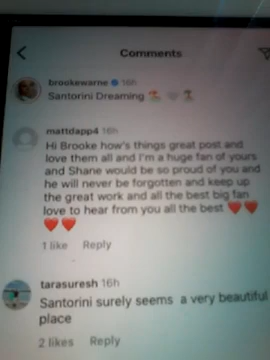 Comments
brookewarne 16h
Santorini Dreaming
mattdapp4 16h
Hi Brooke how's things great post and
love them all and I'm a huge fan of yours
and Shane would be so proud of you and
he will never be forgotten and keep up
the great work and all the best big fan
love to hear from you all the best ❤️❤️
❤️❤️
1 like Reply
tarasuresh 16h
Santorini surely seems a very beautiful
place
2 likes Reply